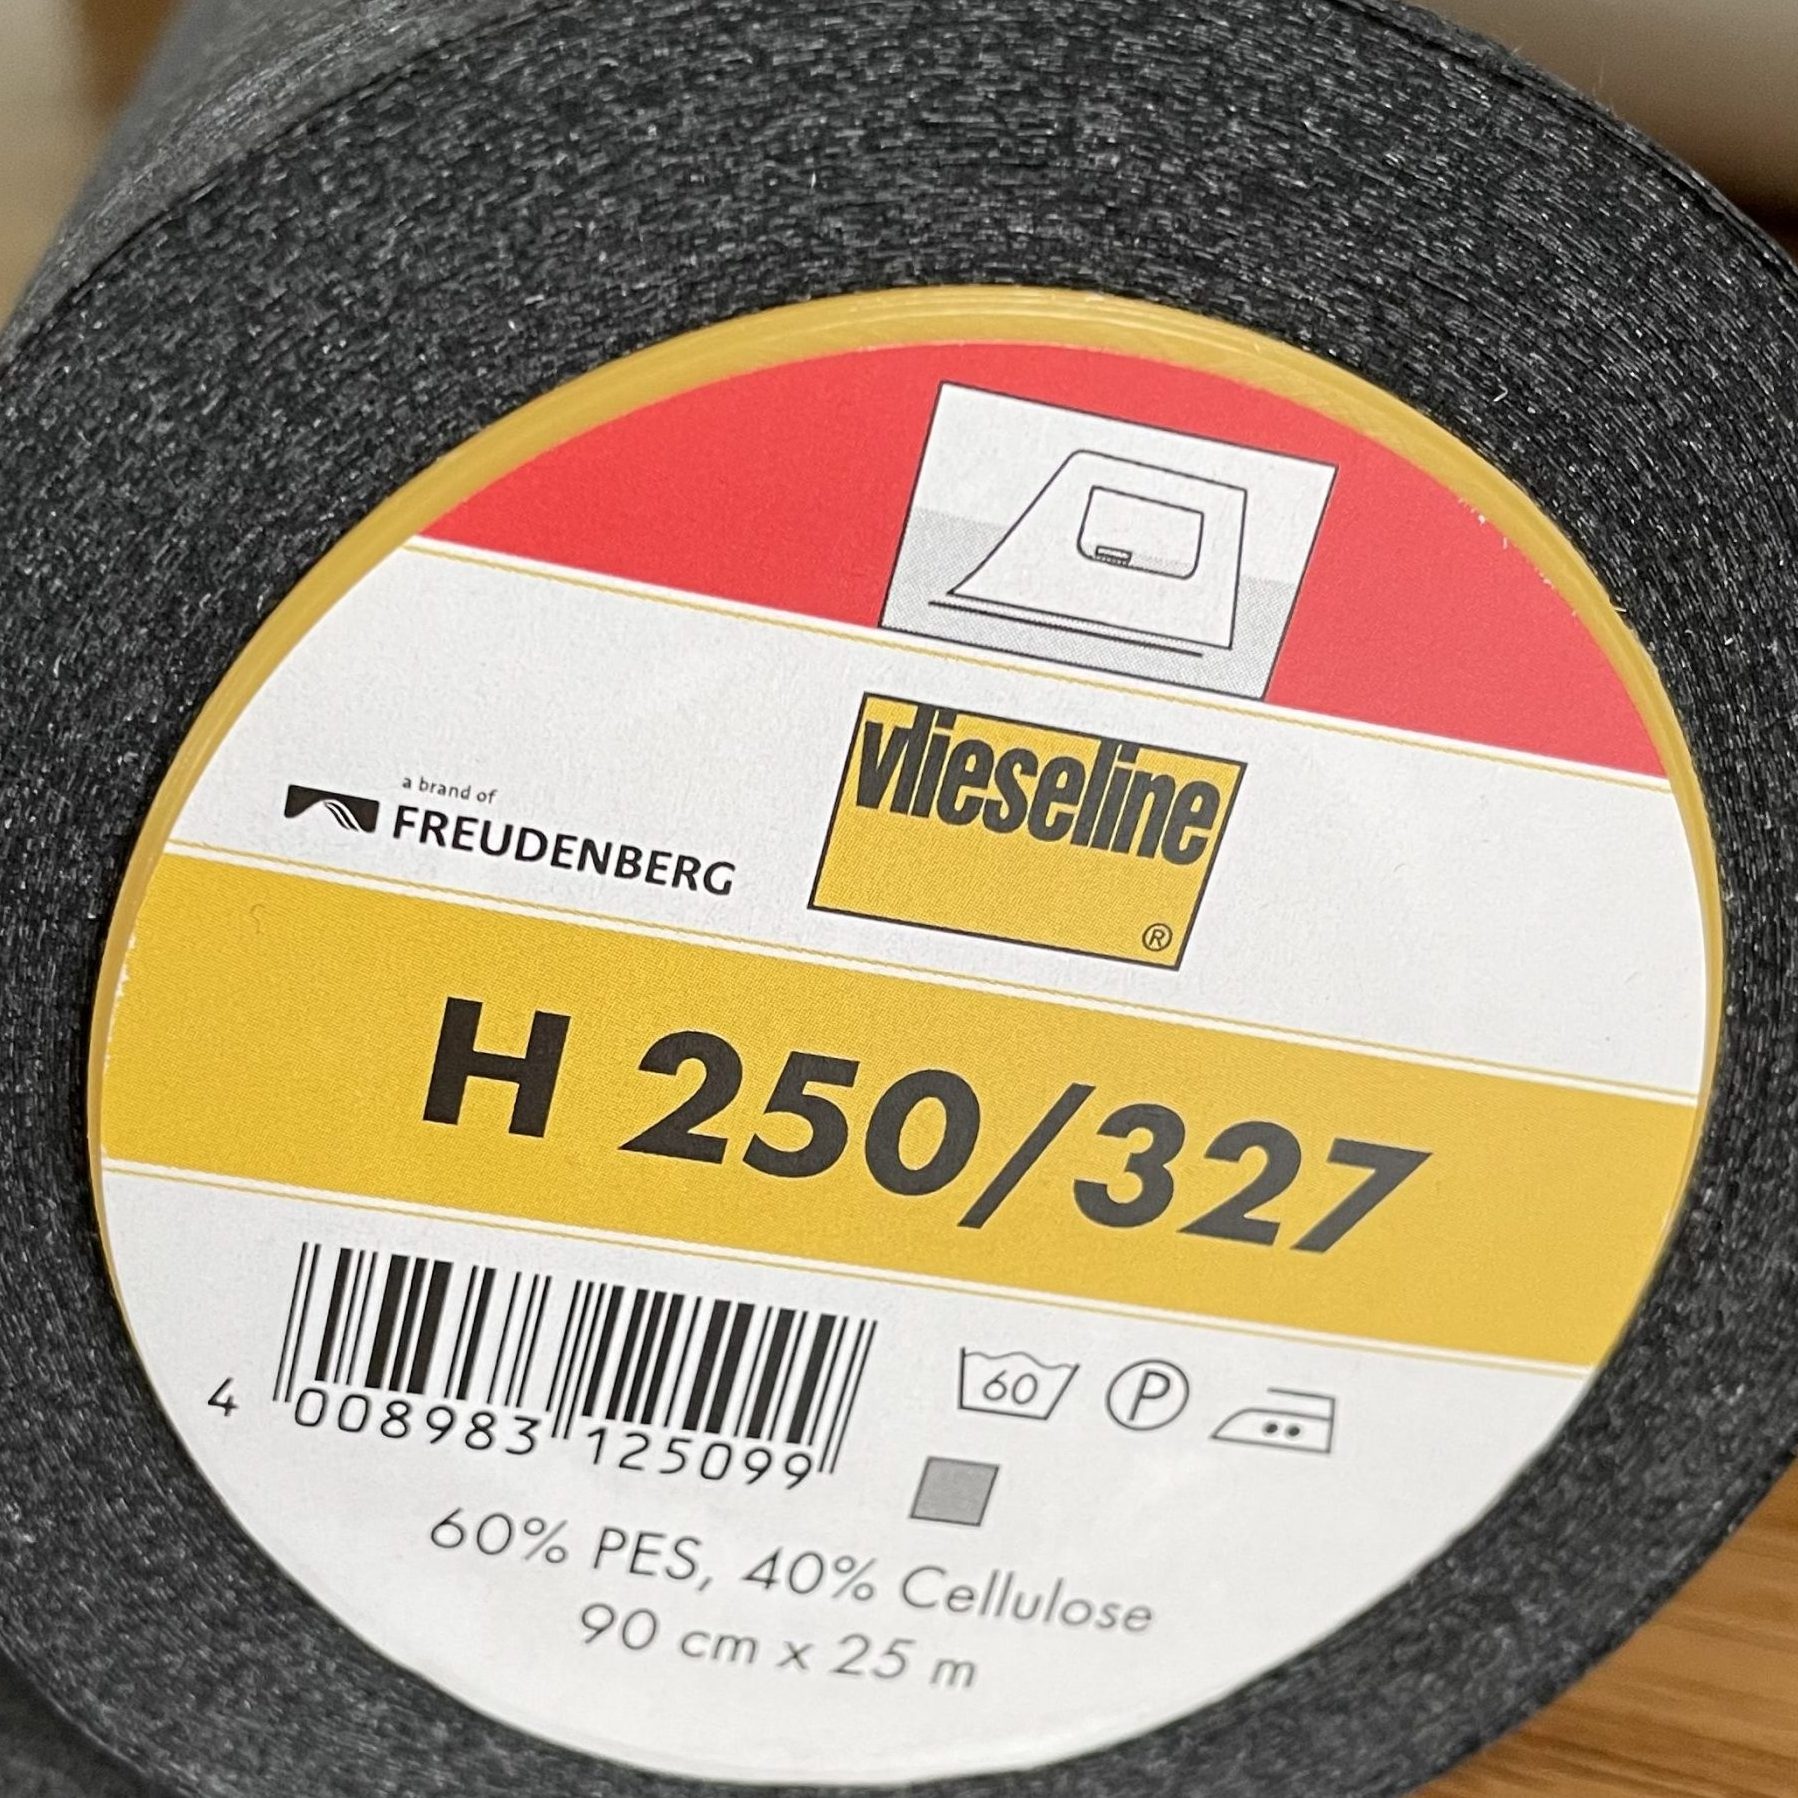 vlieseline
®
a brand of
FREUDENBERG
H 250/327
4 008983 125099
60 P
60% PES, 40% Cellulose
90 cm x 25 m